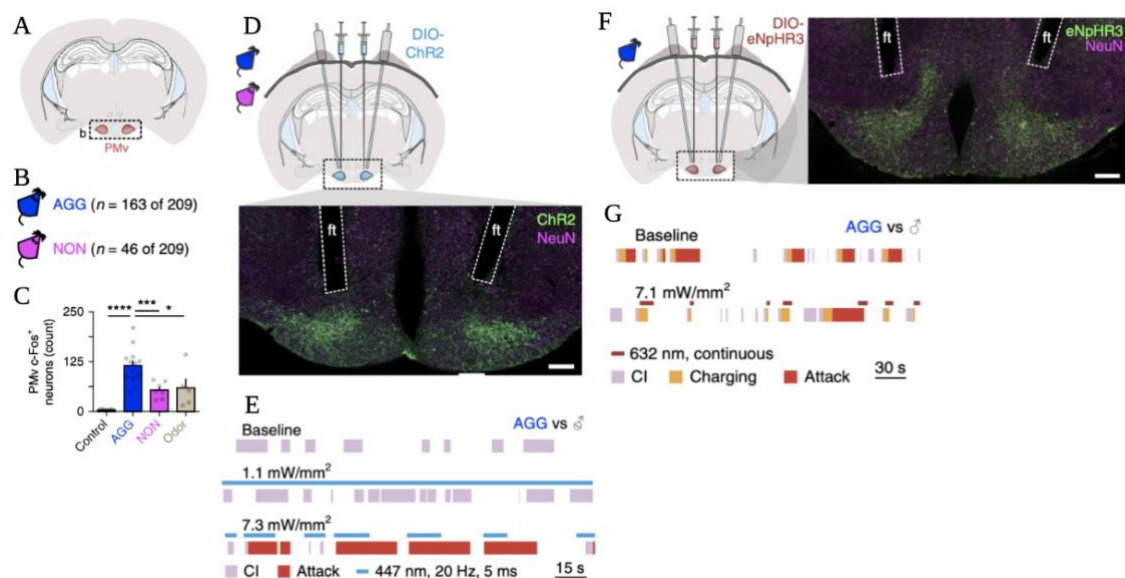 A
b
PMv
B
AGG (n = 163 of 209)
NON (n = 46 of 209)
C
PMv c-Fos⁺
neurons (count)
250
125
0
****
***
*
Control
AGG
NON
Odor
D
DIO-
ChR2
ft
ft
ChR2
NeuN
E
AGG vs ♂
Baseline
1.1 mW/mm²
7.3 mW/mm²
CI
Attack
447 nm, 20 Hz, 5 ms
15 s
F
DIO-
eNpHR3
ft
ft
eNpHR3
NeuN
G
AGG vs ♂
Baseline
7.1 mW/mm²
632 nm, continuous
CI
Charging
Attack
30 s